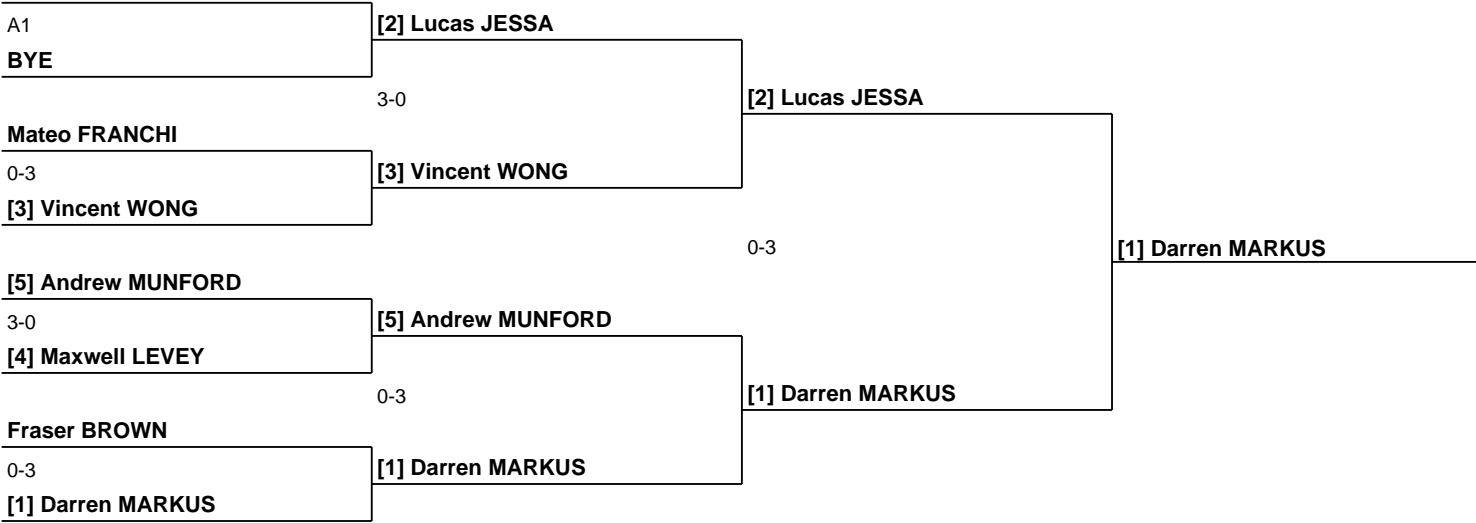 A1
BYE
Mateo FRANCHI
0-3
[3] Vincent WONG
[5] Andrew MUNFORD
3-0
[4] Maxwell LEVEY
Fraser BROWN
0-3
[1] Darren MARKUS
[2] Lucas JESSA
3-0
[3] Vincent WONG
[5] Andrew MUNFORD
0-3
[1] Darren MARKUS
[2] Lucas JESSA
0-3
[1] Darren MARKUS
[1] Darren MARKUS